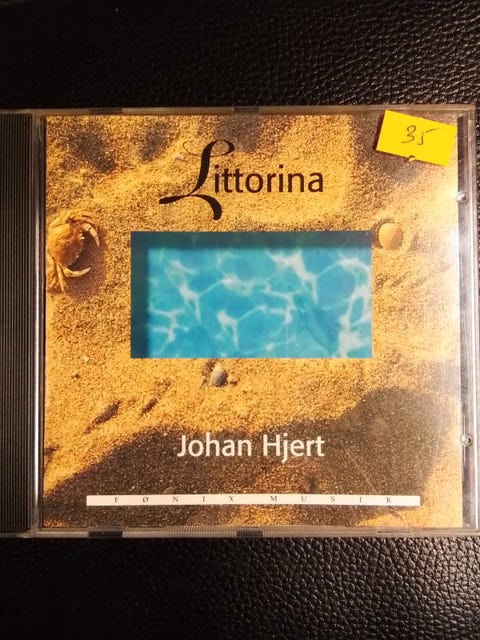 35
Littorina
Johan Hjert
FØNIX MUSIK